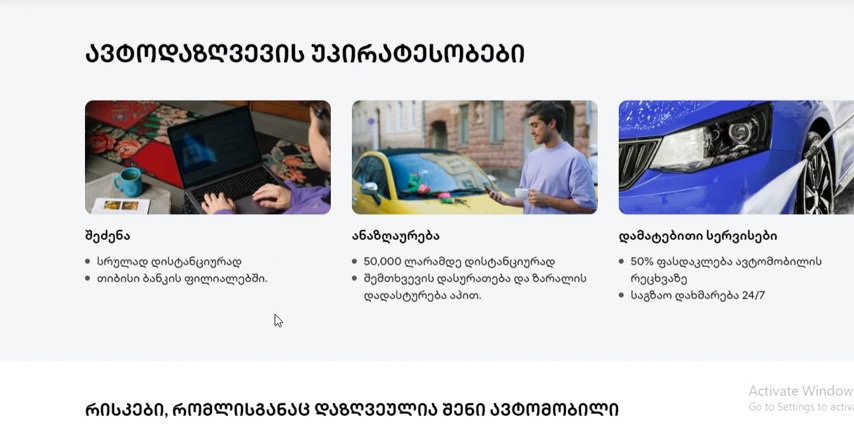 ავტოდაზღვევის უპირატესობები
შეძენა
სრულად დისტანციურად
თიბისი ბანკის ფილიალებში.
ანაზღაურება
50,000 ლარამდე დისტანციურად
შემთხვევის დასურათება და ზარალის
დადასტურება აპით.
დამატებითი სერვისები
50% ფასდაკლება ავტომობილის
რეცხვაზე
საგზაო დახმარება 24/7
რისკები, რომლისგანაც დაზღვეულია შენი ავტომობილი
Activate Window
Go to Settings to activa